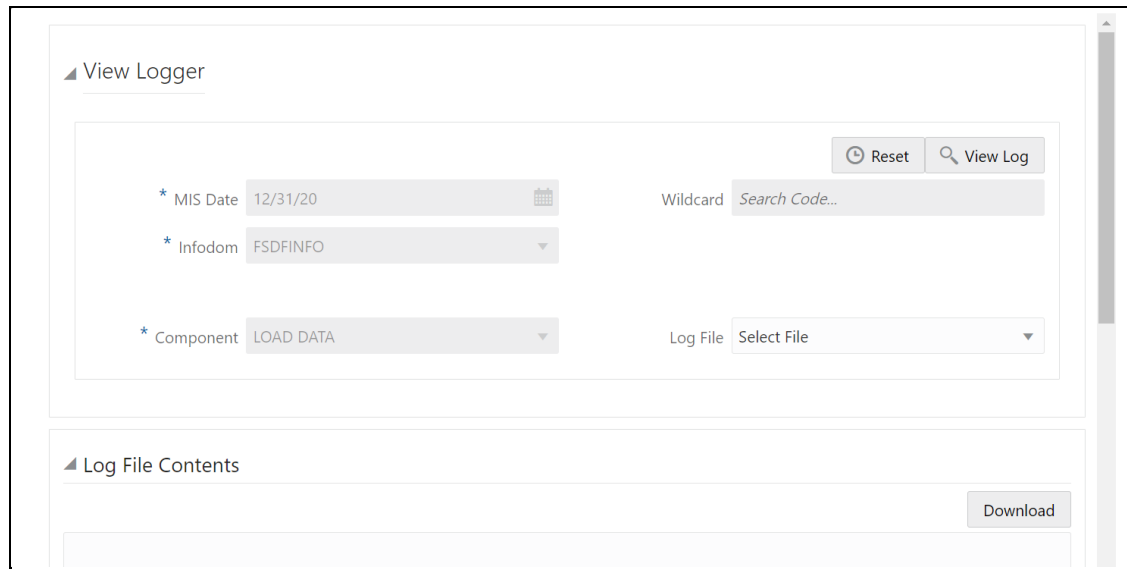 View Logger
Reset View Log
* MIS Date 12/31/20 Wildcard Search Code...
* Infodom FSDFINFO
* Component LOAD DATA Log File Select File
Log File Contents
Download